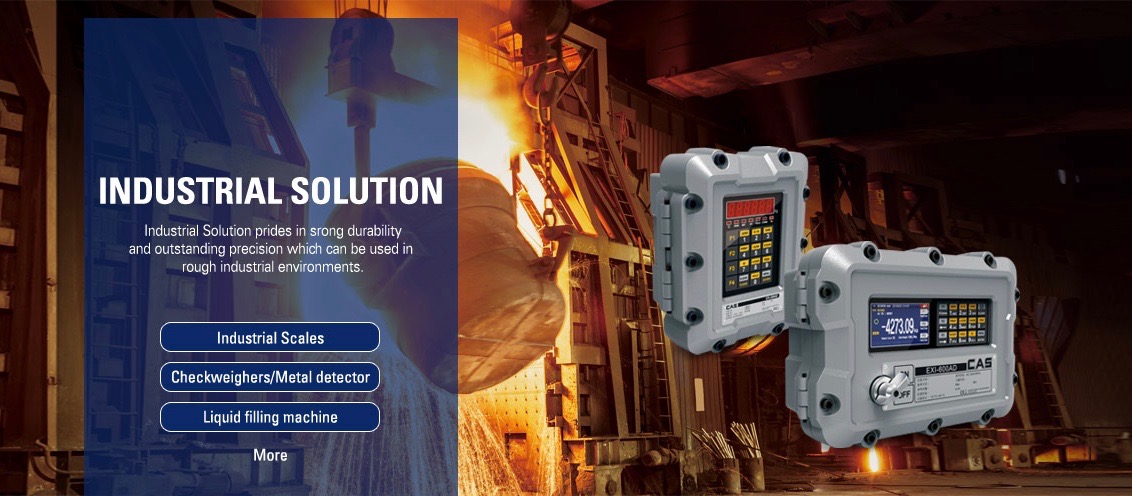 INDUSTRIAL SOLUTION
Industrial Solution prides in srong durability
and outstanding precision which can be used in
rough industrial environments.
Industrial Scales
Checkweighers/Metal detector
Liquid filling machine
More
CAS
-4273.09
CAS
EXI-800AD
OFF